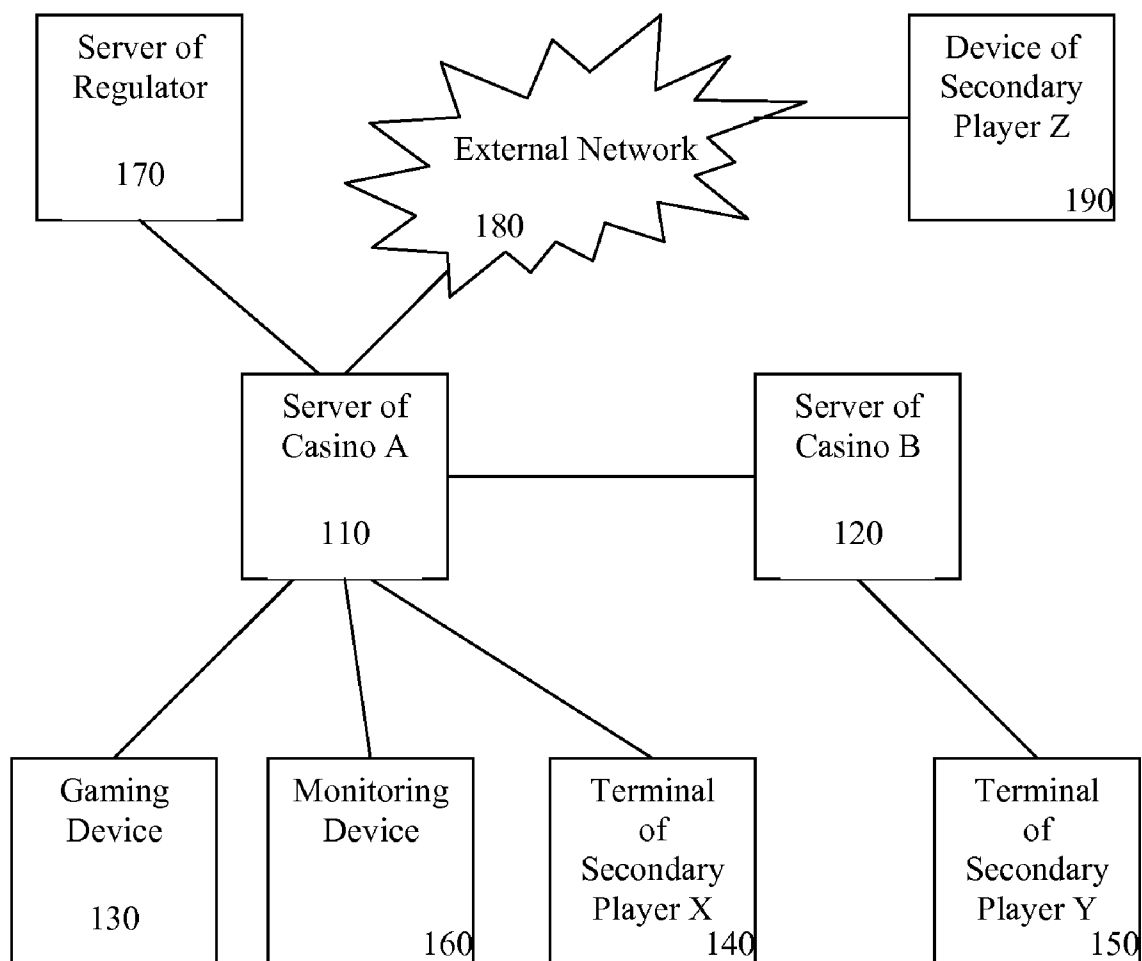 Server of
Regulator
170
External Network
180
Device of
Secondary
Player Z
190
Server of
Casino A
110
Server of
Casino B
120
Gaming
Device
130
Monitoring
Device
160
Terminal
of
Secondary
Player X
140
Terminal
of
Secondary
Player Y
150